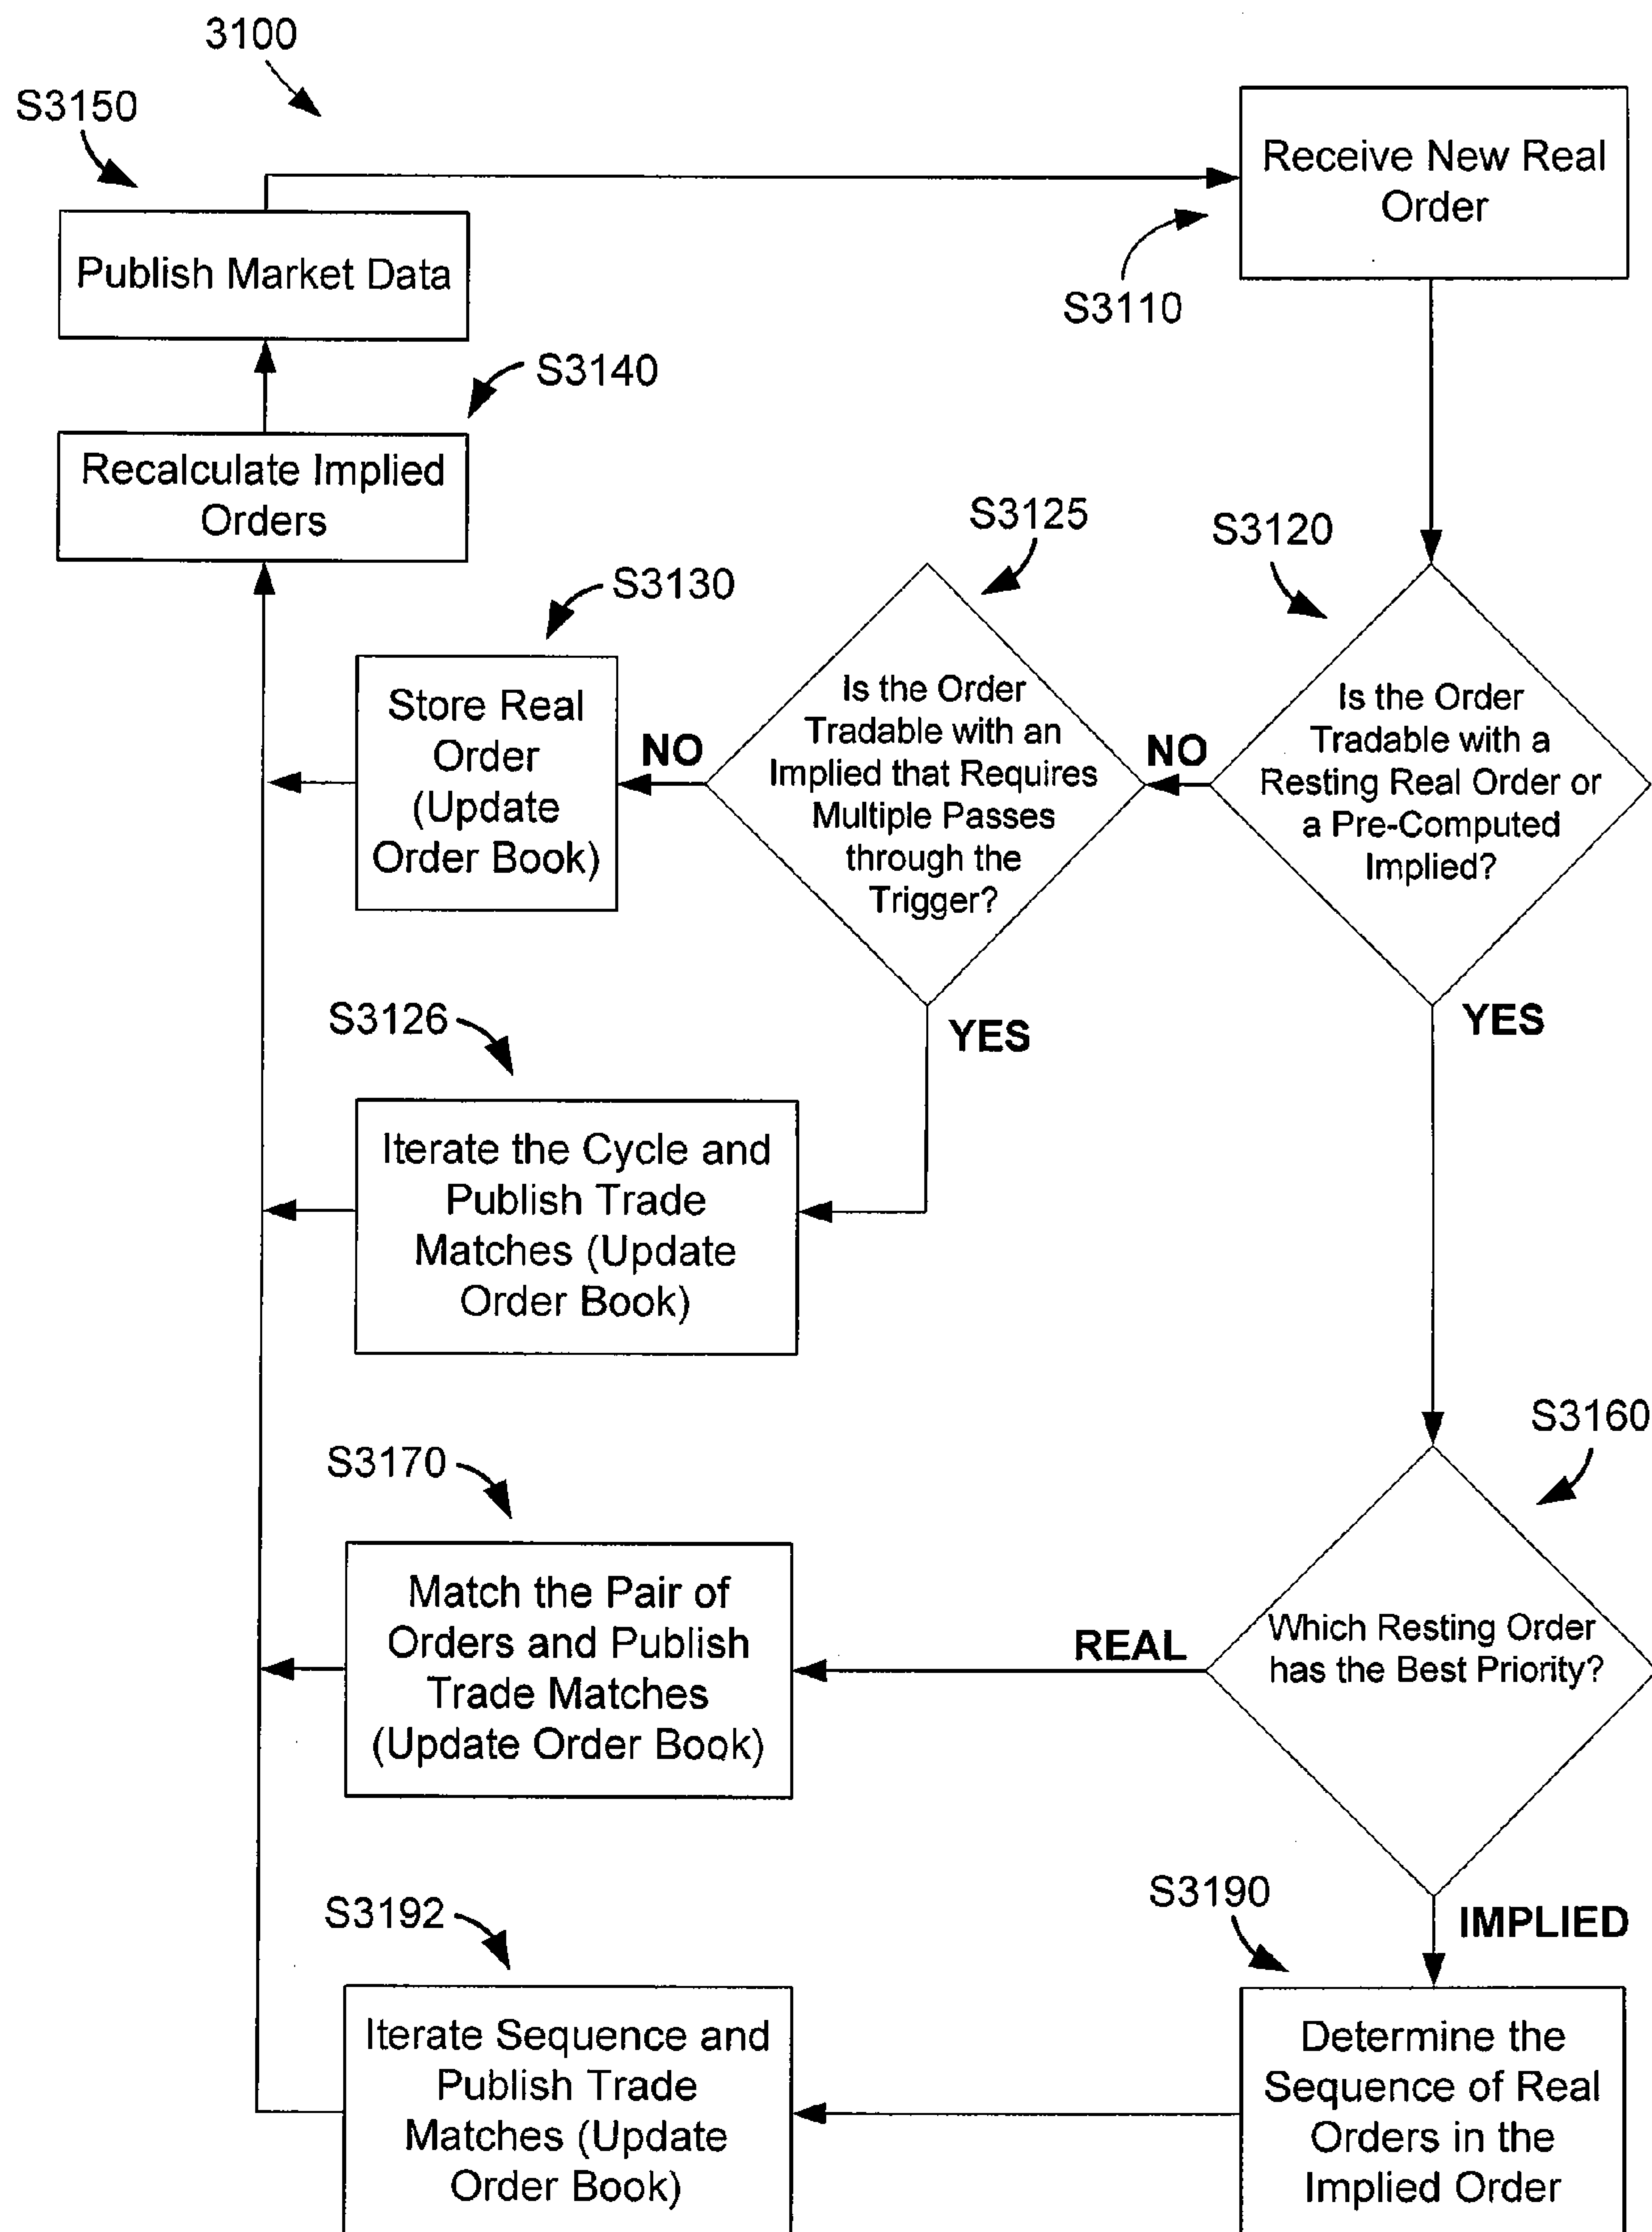 3100
S3150
Receive New Real
Order
Publish Market Data
S3110
S3140
Recalculate Implied
Orders
S3125
S3120
S3130
Store Real
Order
(Update
Order Book)
NO
Is the Order
Tradable with an
Implied that Requires
Multiple Passes
through the
Trigger?
NO
Is the Order
Tradable with a
Resting Real Order or
a Pre-Computed
Implied?
S3126
YES
YES
Iterate the Cycle and
Publish Trade
Matches (Update
Order Book)
S3160
S3170
Match the Pair of
Orders and Publish
Trade Matches
(Update Order Book)
REAL
Which Resting Order
has the Best Priority?
S3190
S3192
IMPLIED
Iterate Sequence and
Publish Trade
Matches (Update
Order Book)
Determine the
Sequence of Real
Orders in the
Implied Order